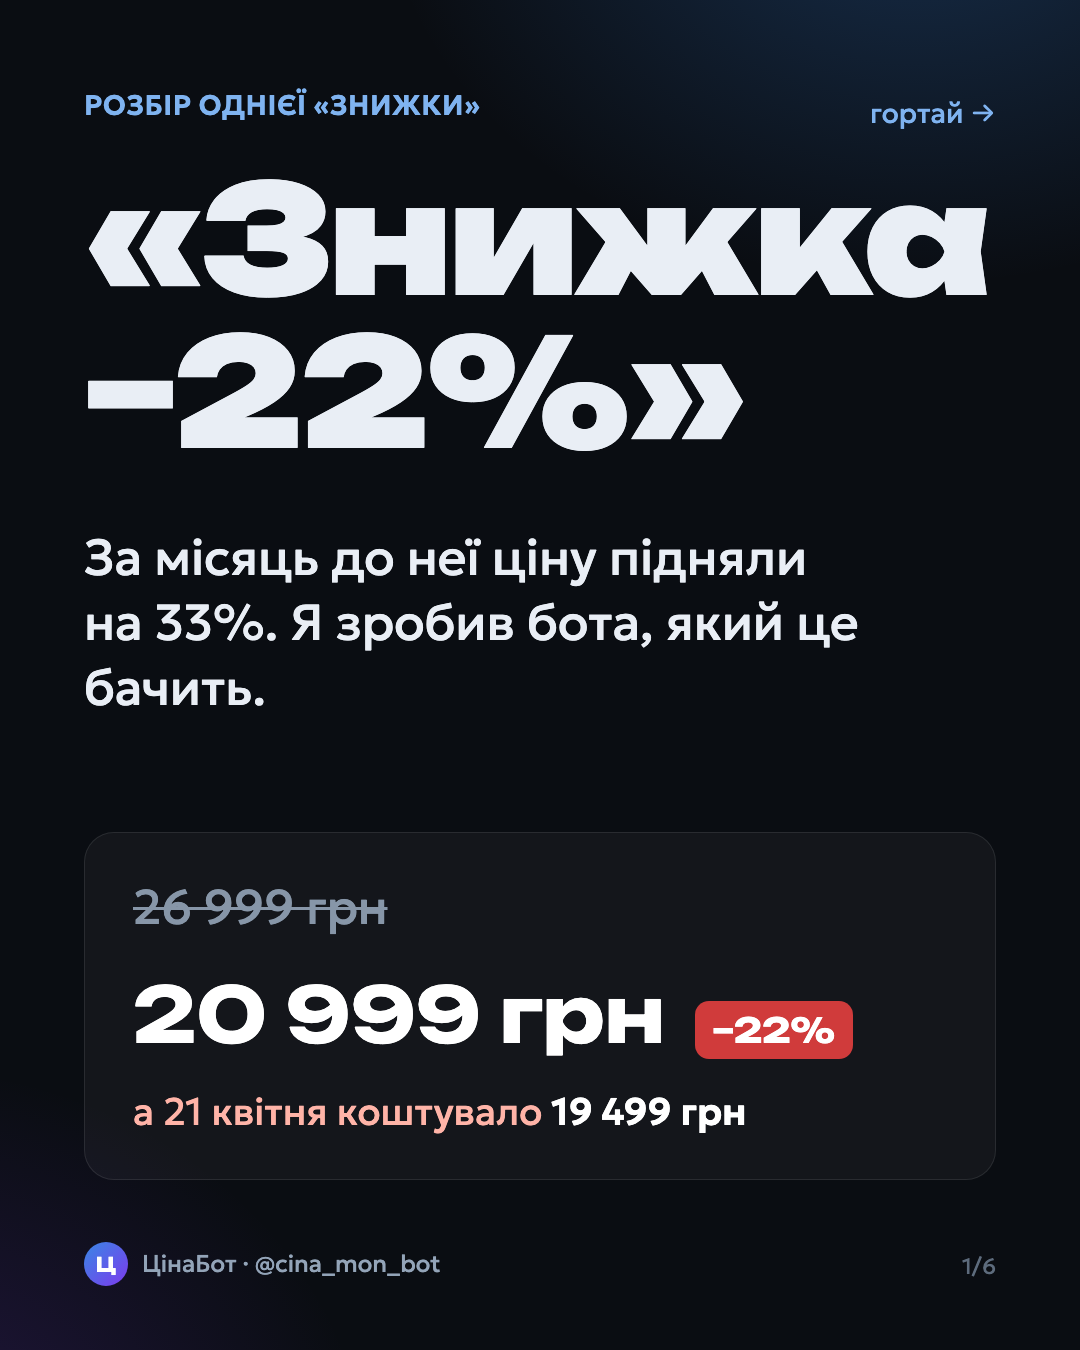 РОЗБІР ОДНІЄЇ «ЗНИЖКИ»
гортай →
«Знижка
−22%»
За місяць до неї ціну підняли
на 33%. Я зробив бота, який це
бачить.
26 999 грн
20 999 грн −22%
а 21 квітня коштувало 19 499 грн
Ц ЦінаБот · @cina_mon_bot
1/6